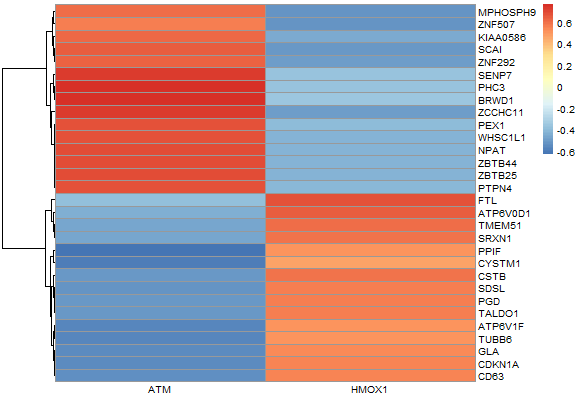 MPHOSPH9
ZNF507
KIAA0586
SCAI
ZNF292
SENP7
PHC3
BRWD1
ZCCHC11
PEX1
WHSC1L1
NPAT
ZBTB44
ZBTB25
PTPN4
FTL
ATP6V0D1
TMEM51
SRXN1
PPIF
CYSTM1
CSTB
SDSL
PGD
TALDO1
ATP6V1F
TUBB6
GLA
CDKN1A
CD63
ATM HMOX1
0.6
0.4
0.2
0
-0.2
-0.4
-0.6